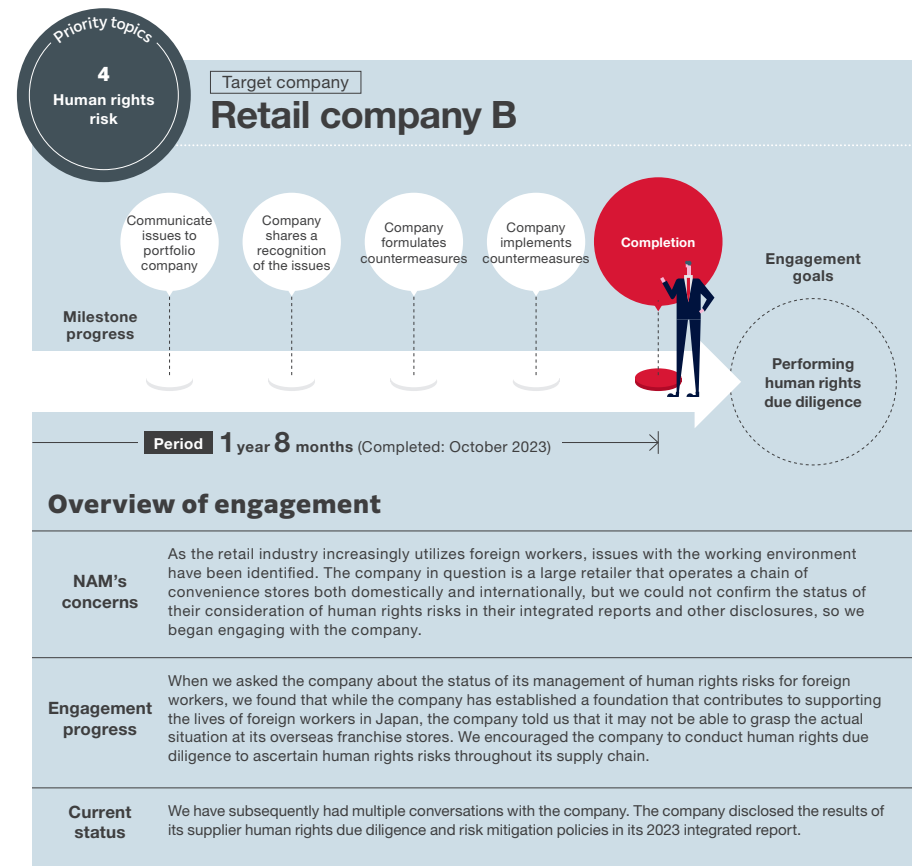 Priority topics
4
Human rights
risk
Target company
Retail company B
Communicate
issues to
portfolio
company
Company
shares a
recognition
of the issues
Company
formulates
countermeasures
Company
implements
countermeasures
Completion
Engagement
goals
Milestone
progress
Performing
human rights
due diligence
Period 1 year 8 months (Completed: October 2023)
Overview of engagement
NAM's
concerns
As the retail industry increasingly utilizes foreign workers, issues with the working environment
have been identified. The company in question is a large retailer that operates a chain of
convenience stores both domestically and internationally, but we could not confirm the status of
their consideration of human rights risks in their integrated reports and other disclosures, so we
began engaging with the company.
Engagement
progress
When we asked the company about the status of its management of human rights risks for foreign
workers, we found that while the company has established a foundation that contributes to supporting
the lives of foreign workers in Japan, the company told us that it may not be able to grasp the actual
situation at its overseas franchise stores. We encouraged the company to conduct human rights due
diligence to ascertain human rights risks throughout its supply chain.
Current
status
We have subsequently had multiple conversations with the company. The company disclosed the results of
its supplier human rights due diligence and risk mitigation policies in its 2023 integrated report.